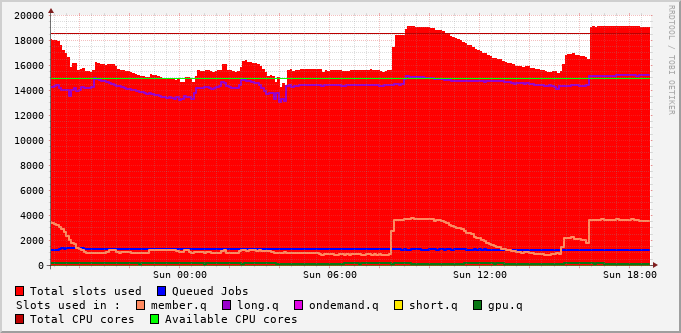 20000
18000
16000
14000
12000
10000
8000
6000
4000
2000
0
Sun 00:00 Sun 06:00 Sun 12:00 Sun 18:00
RRDTOOL / TOBI OETIKER
Total slots used Queued Jobs
Slots used in : member.q long.q ondemand.q short.q gpu.q
Total CPU cores Available CPU cores